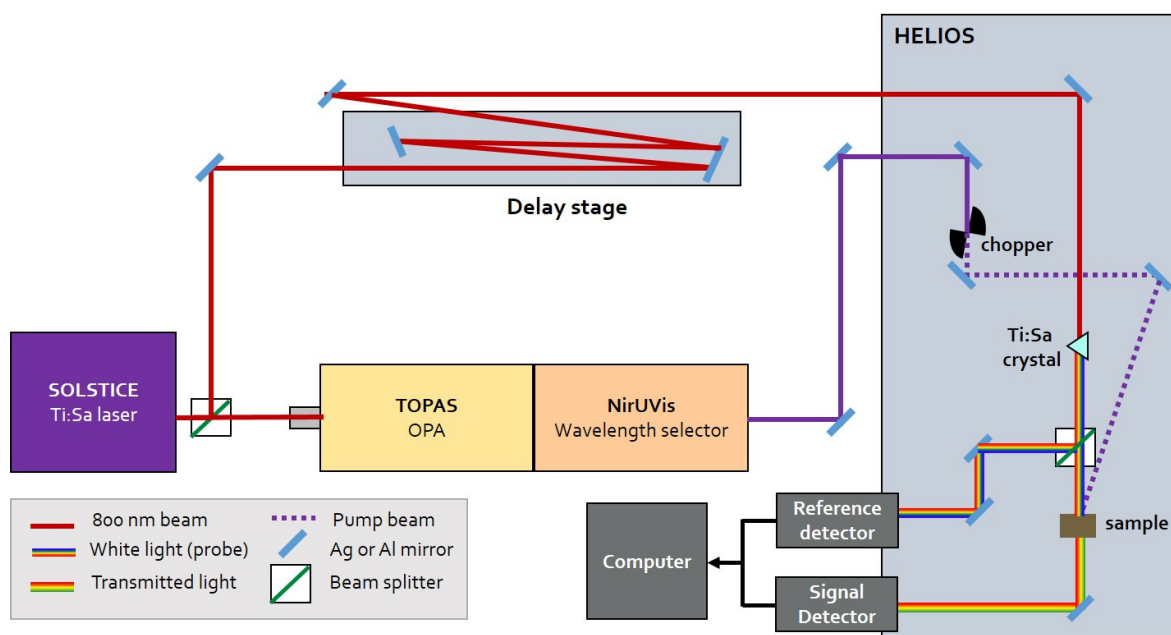 HELIOS
Delay stage
chopper
Ti:Sa
crystal
SOLSTICE
Ti:Sa laser
TOPAS
OPA
NirUVis
Wavelength selector
800 nm beam
White light (probe)
Transmitted light
Pump beam
Ag or Al mirror
Beam splitter
Computer
Reference
detector
Signal
Detector
sample